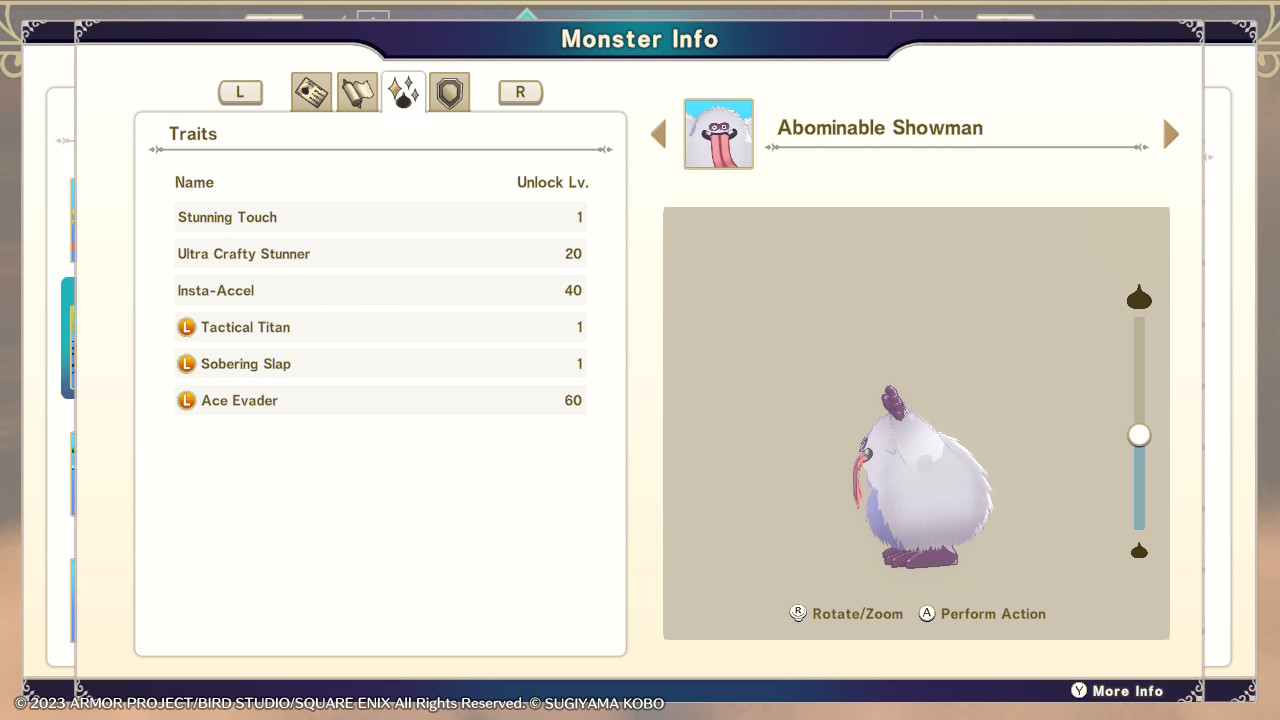 Monster Info
L
R
Traits
Name Unlock Lv.
Stunning Touch 1
Ultra Crafty Stunner 20
Insta-Accel 40
L Tactical Titan 1
L Sobering Slap 1
L Ace Evader 60
Abominable Showman
R Rotate/Zoom A Perform Action
Y More Info
© 2023 ARMOR PROJECT/BIRD STUDIO/SQUARE ENIX All Rights Reserved. © SUGIYAMA KOBO